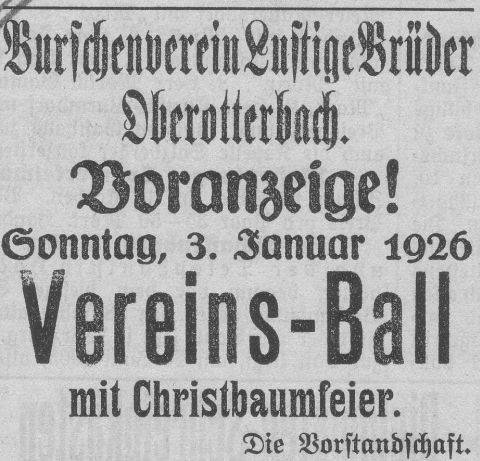 Burschenverein Lustige Brüder
Oberotterbach.
Voranzeige!
Sonntag, 3. Januar 1926
Vereins-Ball
mit Christbaumfeier.
Die Vorstandschaft.